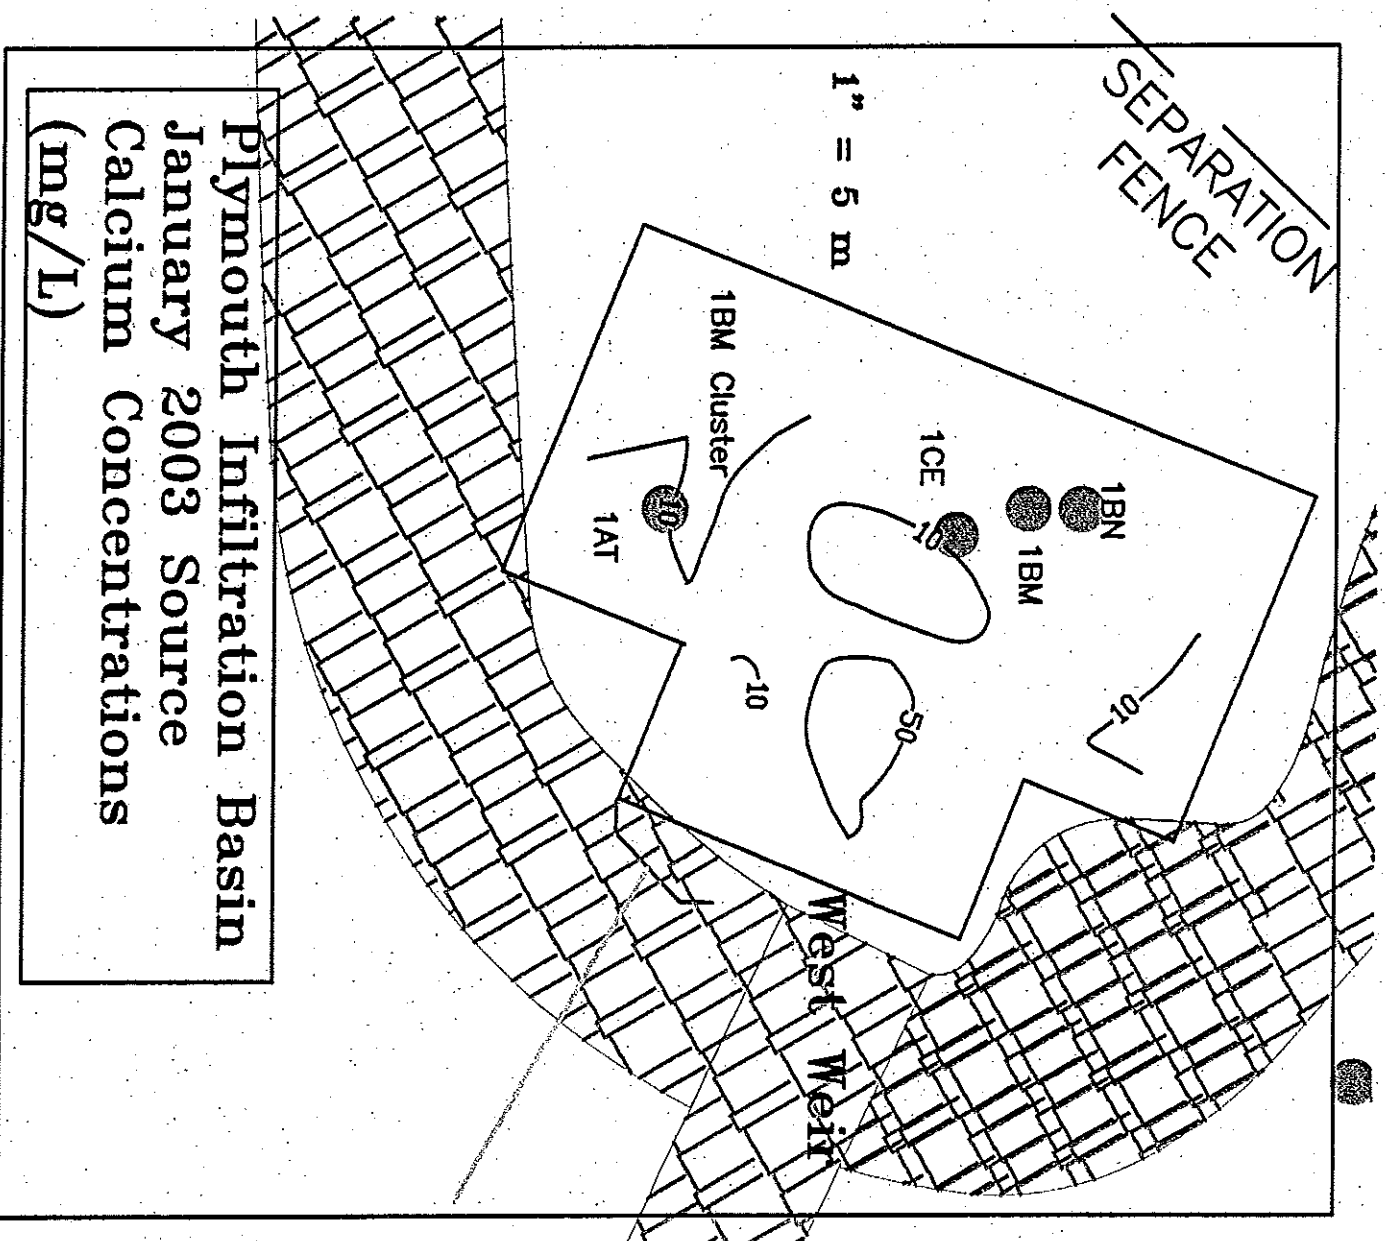 SEPARATION
FENCE
1" = 5 m
1BN
1BM
1CE
10
10
50
10
1BM Cluster
10
1AT
West Weir
Plymouth Infiltration Basin
January 2003 Source
Calcium Concentrations
(mg/L)